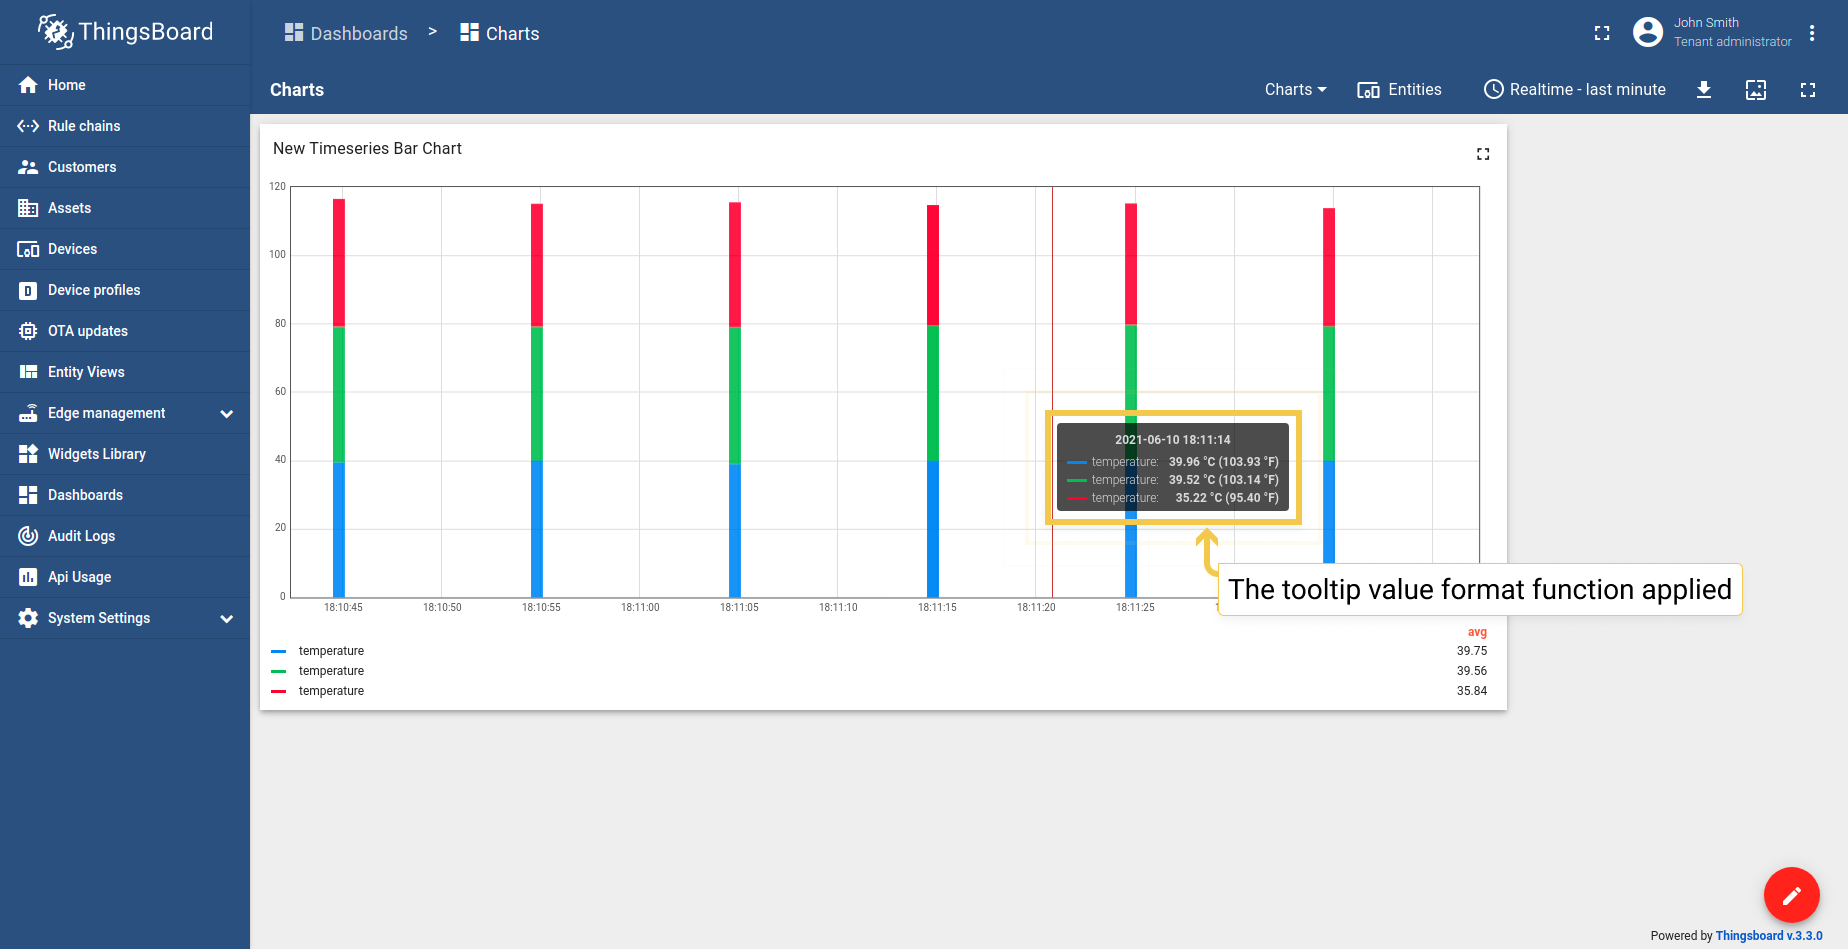 ThingsBoard
Dashboards > Charts
John Smith
Tenant administrator
Charts
Charts
Entities
Realtime - last minute
Home
Rule chains
Customers
Assets
Devices
Device profiles
OTA updates
Entity Views
Edge management
Widgets Library
Dashboards
Audit Logs
Api Usage
System Settings
New Timeseries Bar Chart
120
100
80
60
40
20
0
18:10:45 18:10:50 18:10:55 18:11:00 18:11:05 18:11:10 18:11:15 18:11:20 18:11:25
2021-06-10 18:11:14
temperature: 39.96 °C (103.93 °F)
temperature: 39.52 °C (103.14 °F)
temperature: 35.22 °C (95.40 °F)
The tooltip value format function applied
avg
temperature 39.75
temperature 39.56
temperature 35.84
Powered by Thingsboard v.3.3.0